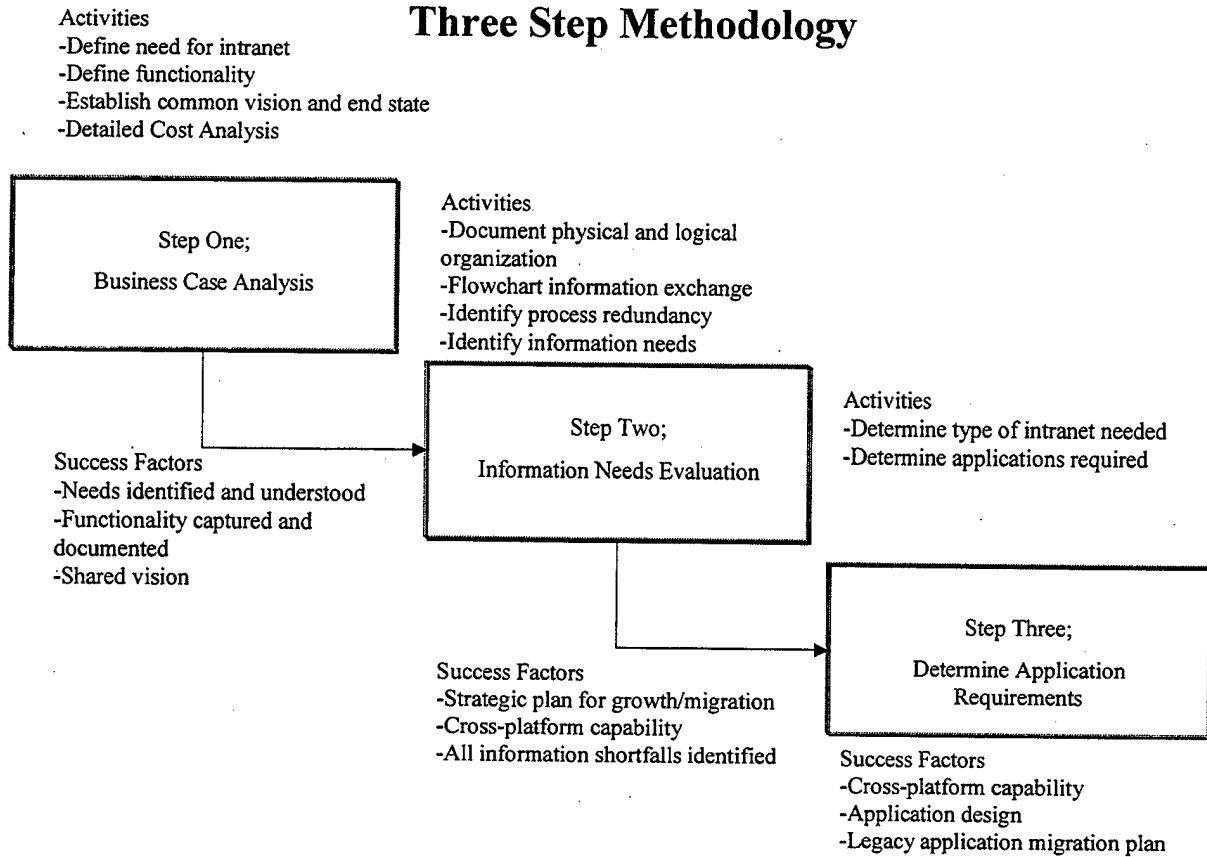 Three Step Methodology
Activities
-Define need for intranet
-Define functionality
-Establish common vision and end state
-Detailed Cost Analysis
Step One;
Business Case Analysis
Success Factors
-Needs identified and understood
-Functionality captured and
documented
-Shared vision
Activities
-Document physical and logical
organization
-Flowchart information exchange
-Identify process redundancy
-Identify information needs
Step Two;
Information Needs Evaluation
Success Factors
-Strategic plan for growth/migration
-Cross-platform capability
-All information shortfalls identified
Activities
-Determine type of intranet needed
-Determine applications required
Step Three;
Determine Application
Requirements
Success Factors
-Cross-platform capability
-Application design
-Legacy application migration plan